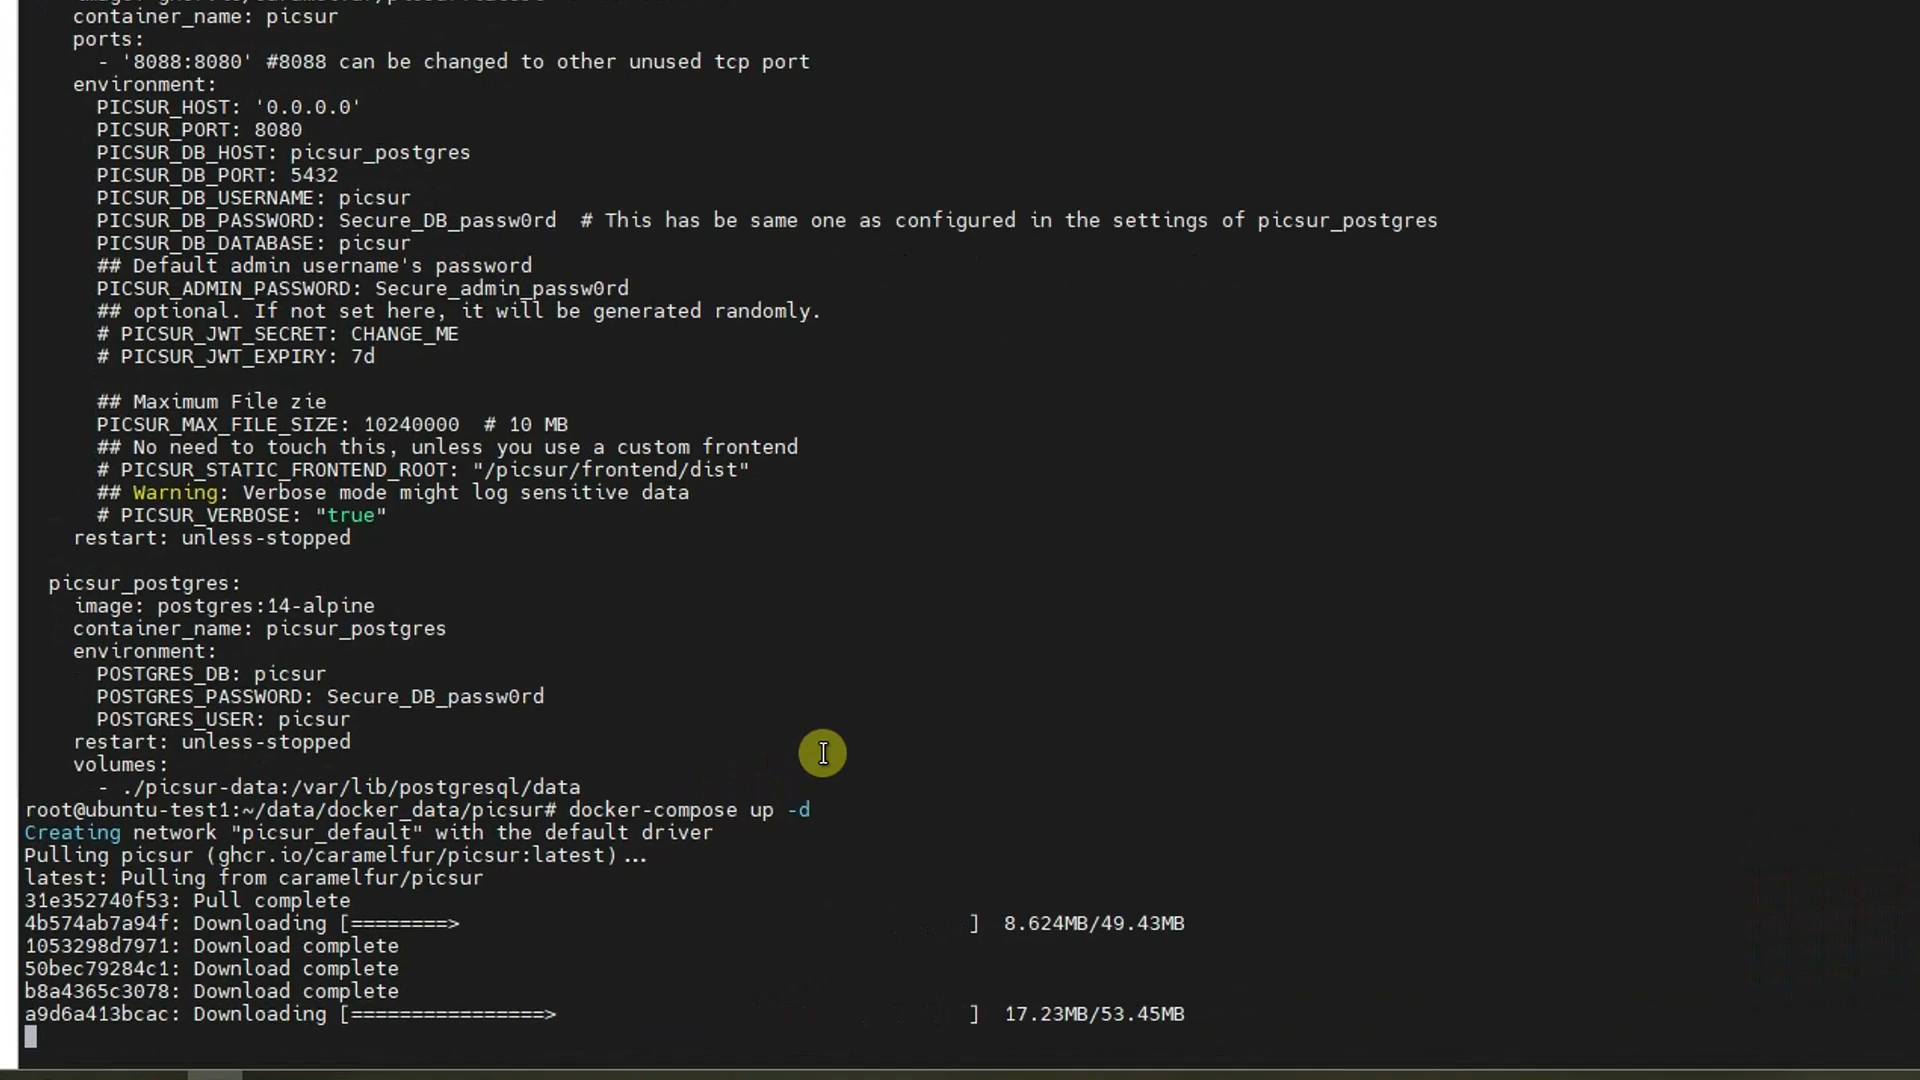 container_name: picsur
ports:
- '8088:8080' #8088 can be changed to other unused tcp port
environment:
PICSUR_HOST: '0.0.0.0'
PICSUR_PORT: 8080
PICSUR_DB_HOST: picsur_postgres
PICSUR_DB_PORT: 5432
PICSUR_DB_USERNAME: picsur
PICSUR_DB_PASSWORD: Secure_DB_passw0rd  # This has be same one as configured in the settings of picsur_postgres
PICSUR_DB_DATABASE: picsur
## Default admin username's password
PICSUR_ADMIN_PASSWORD: Secure_admin_passw0rd
## optional. If not set here, it will be generated randomly.
# PICSUR_JWT_SECRET: CHANGE_ME
# PICSUR_JWT_EXPIRY: 7d
## Maximum File zie
PICSUR_MAX_FILE_SIZE: 10240000  # 10 MB
## No need to touch this, unless you use a custom frontend
# PICSUR_STATIC_FRONTEND_ROOT: "/picsur/frontend/dist"
## Warning: Verbose mode might log sensitive data
# PICSUR_VERBOSE: "true"
restart: unless-stopped
picsur_postgres:
image: postgres:14-alpine
container_name: picsur_postgres
environment:
POSTGRES_DB: picsur
POSTGRES_PASSWORD: Secure_DB_passw0rd
POSTGRES_USER: picsur
restart: unless-stopped
volumes:
- ./picsur-data:/var/lib/postgresql/data
root@ubuntu-test1:~/data/docker_data/picsur# docker-compose up -d
Creating network "picsur_default" with the default driver
Pulling picsur (ghcr.io/caramelfur/picsur:latest)...
latest: Pulling from caramelfur/picsur
31e352740f53: Pull complete
4b574ab7a94f: Downloading [========>                                          ]  8.624MB/49.43MB
1053298d7971: Download complete
50bec79284c1: Download complete
b8a4365c3078: Download complete
a9d6a413bcac: Downloading [================>                                  ]  17.23MB/53.45MB